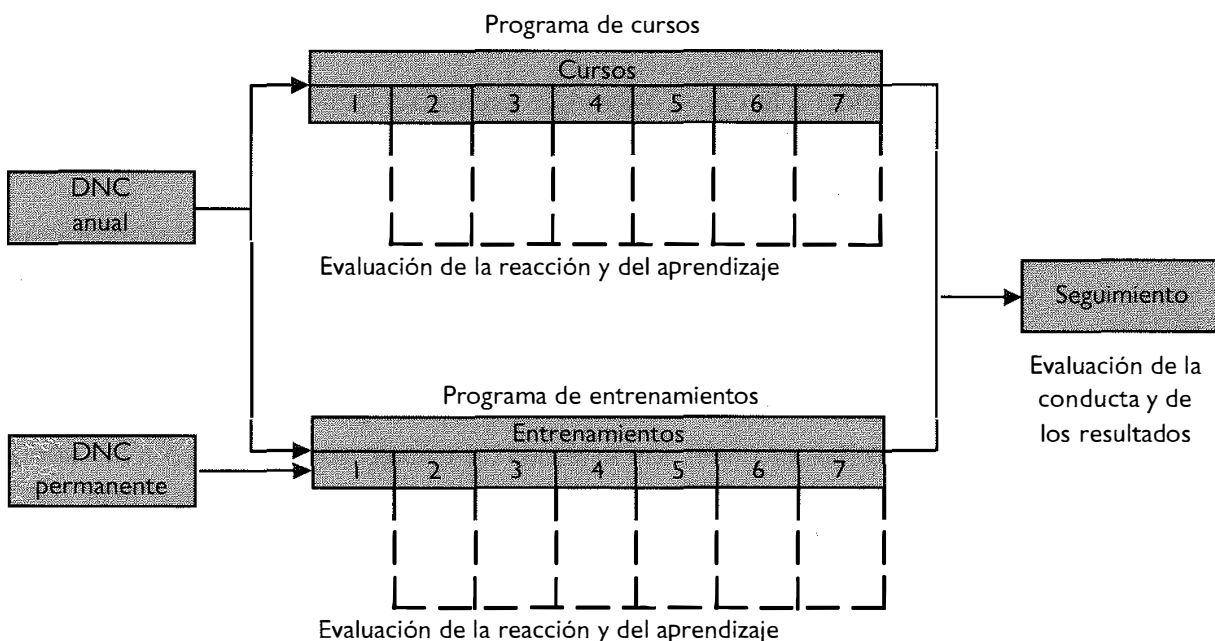 Programa de cursos
Cursos
1 2 3 4 5 6 7
DNC
anual
Evaluación de la reacción y del aprendizaje
Seguimiento
Evaluación de la
conducta y de
los resultados
Programa de entrenamientos
Entrenamientos
1 2 3 4 5 6 7
DNC
permanente
Evaluación de la reacción y del aprendizaje